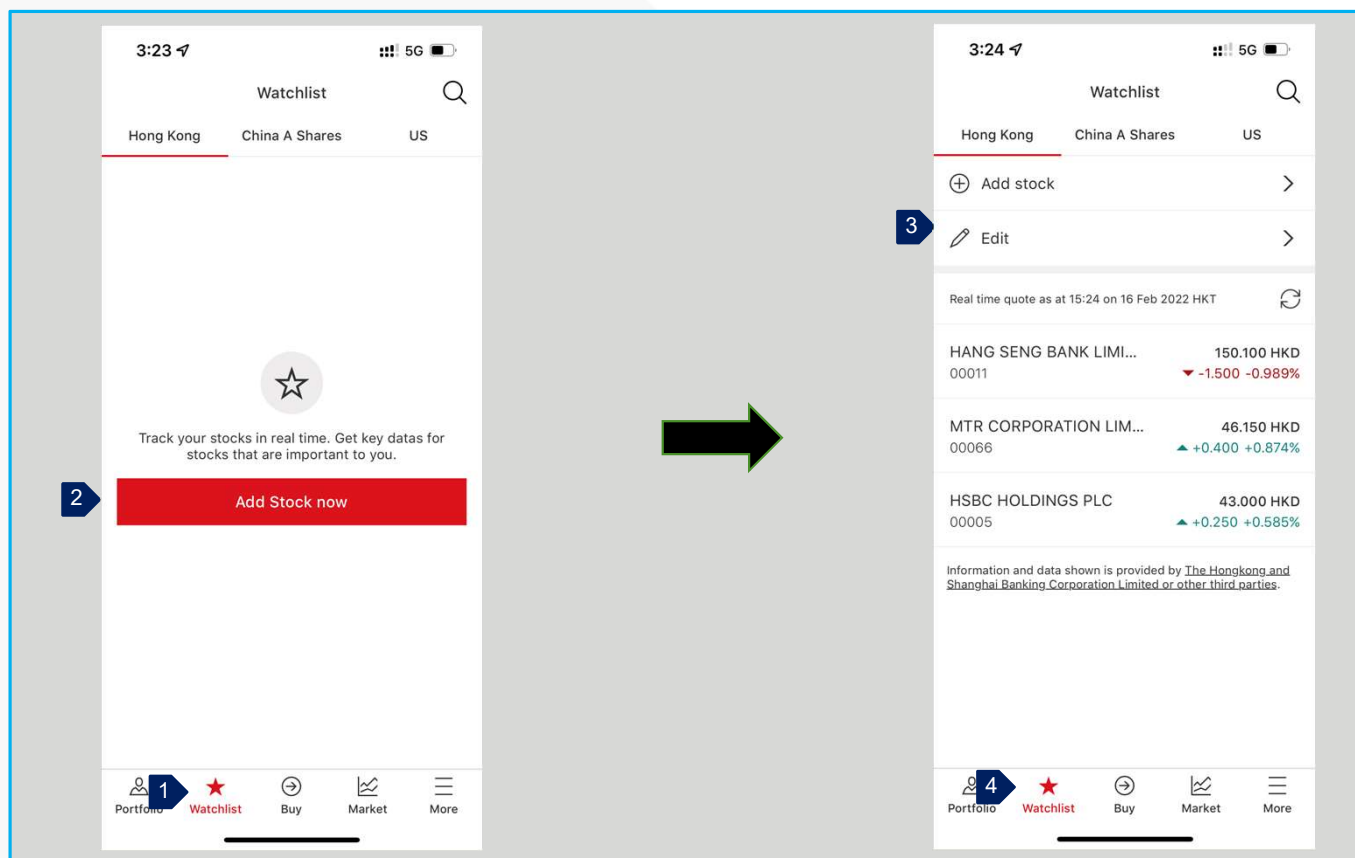 3:23 5G
Watchlist
Hong Kong China A Shares US
Track your stocks in real time. Get key datas for
stocks that are important to you.
2
Add Stock now
1
Portfolio Watchlist Buy Market More
3:24 5G
Watchlist
Hong Kong China A Shares US
Add stock
3
Edit
Real time quote as at 15:24 on 16 Feb 2022 HKT
HANG SENG BANK LIMI... 150.100 HKD
00011 -1.500 -0.989%
MTR CORPORATION LIM... 46.150 HKD
00066 +0.400 +0.874%
HSBC HOLDINGS PLC 43.000 HKD
00005 +0.250 +0.585%
Information and data shown is provided by The Hongkong and
Shanghai Banking Corporation Limited or other third parties.
4
Portfolio Watchlist Buy Market More